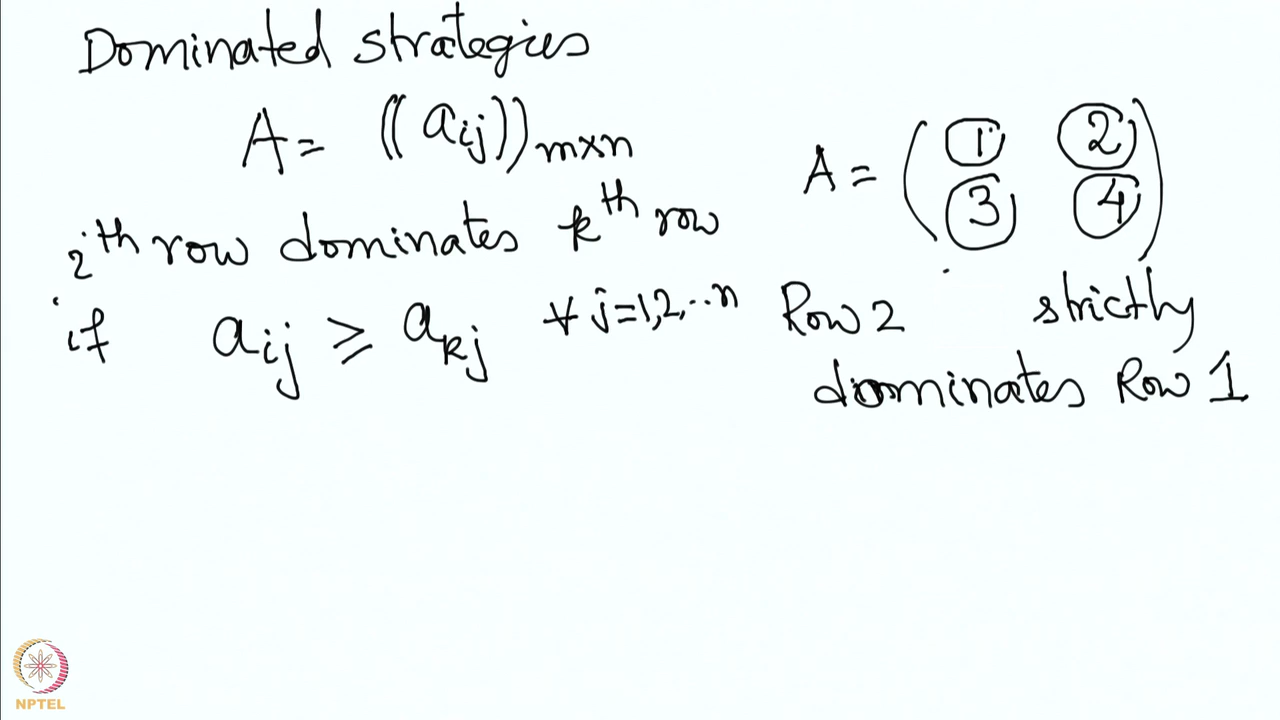 Dominated strategies
A = ((aij))m×n
ith row dominates kth row
if aij ≥ akj ∀ j=1,2,..n
A = ( 1 2
3 4 )
Row 2 strictly
dominates Row 1
NPTEL